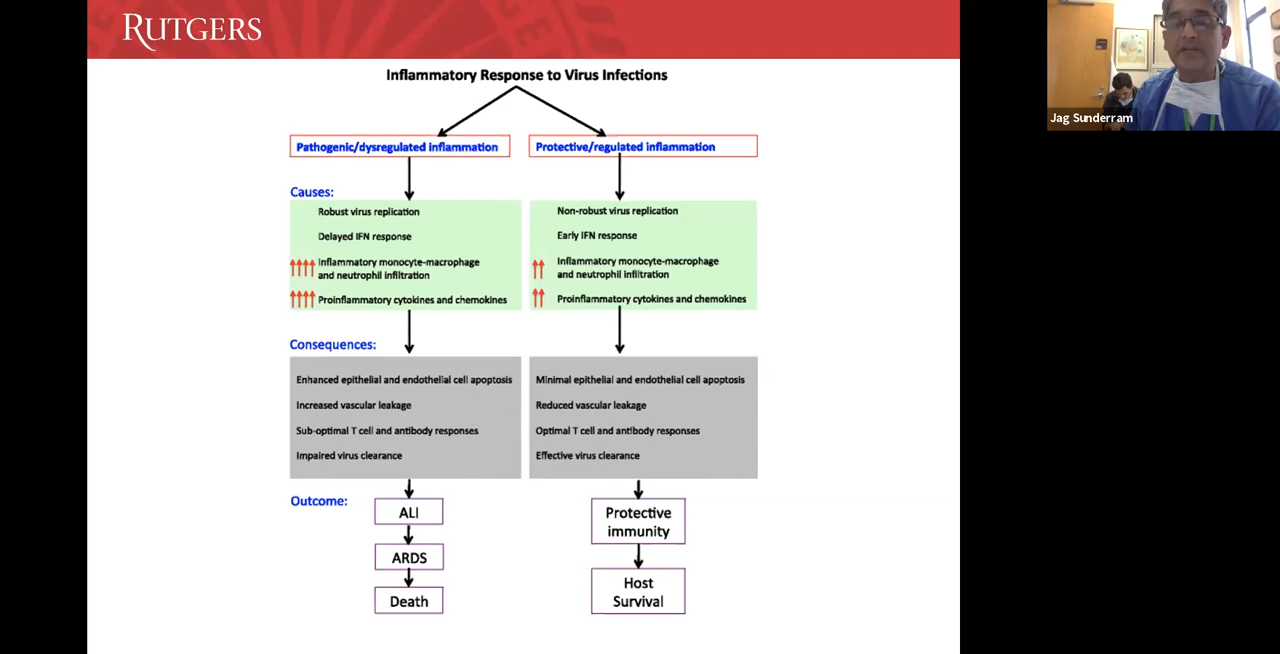 RUTGERS
Jag Sunderram
Inflammatory Response to Virus Infections
Pathogenic/dysregulated inflammation
Protective/regulated inflammation
Causes:
Robust virus replication
Delayed IFN response
Inflammatory monocyte-macrophage
and neutrophil infiltration
Proinflammatory cytokines and chemokines
Non-robust virus replication
Early IFN response
Inflammatory monocyte-macrophage
and neutrophil infiltration
Proinflammatory cytokines and chemokines
Consequences:
Enhanced epithelial and endothelial cell apoptosis
Increased vascular leakage
Sub-optimal T cell and antibody responses
Impaired virus clearance
Minimal epithelial and endothelial cell apoptosis
Reduced vascular leakage
Optimal T cell and antibody responses
Effective virus clearance
Outcome:
ALI
ARDS
Death
Protective
immunity
Host
Survival